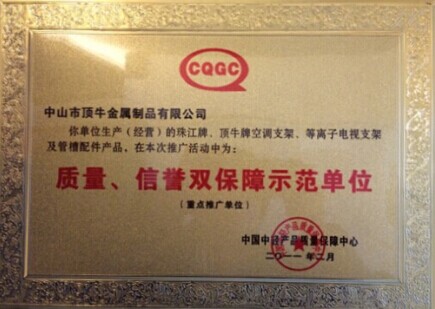 CQGC
中山市顶牛金属制品有限公司
你单位生产（经营）的珠江牌、顶牛牌空调支架、等离子电视支架
及管槽配件产品，在本次推广活动中为：
质量、信誉双保障示范单位
（重点推广单位）
中国中轻产品质量保障中心
二〇一一年二月